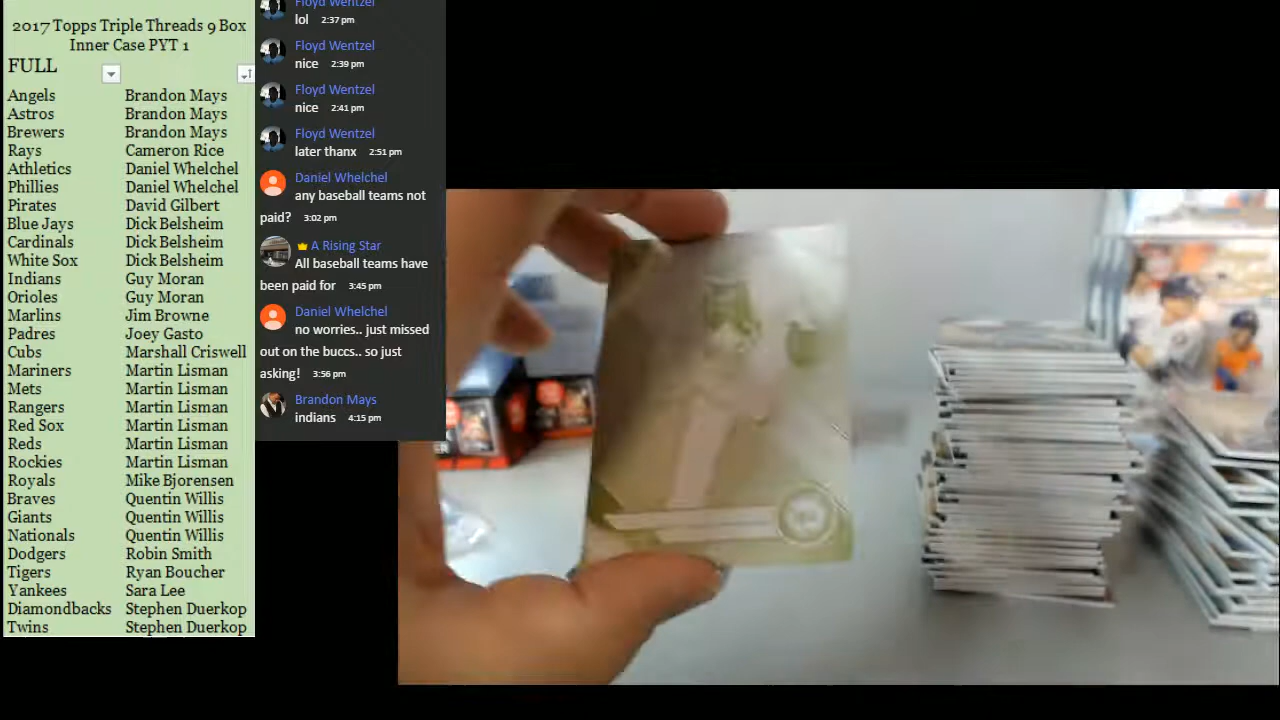 2017 Topps Triple Threads 9 Box
Inner Case PYT 1
FULL
Angels Brandon Mays
Astros Brandon Mays
Brewers Brandon Mays
Rays Cameron Rice
Athletics Daniel Whelchel
Phillies Daniel Whelchel
Pirates David Gilbert
Blue Jays Dick Belsheim
Cardinals Dick Belsheim
White Sox Dick Belsheim
Indians Guy Moran
Orioles Guy Moran
Marlins Jim Browne
Padres Joey Gasto
Cubs Marshall Criswell
Mariners Martin Lisman
Mets Martin Lisman
Rangers Martin Lisman
Red Sox Martin Lisman
Reds Martin Lisman
Rockies Martin Lisman
Royals Mike Bjorensen
Braves Quentin Willis
Giants Quentin Willis
Nationals Quentin Willis
Dodgers Robin Smith
Tigers Ryan Boucher
Yankees Sara Lee
Diamondbacks Stephen Duerkop
Twins Stephen Duerkop
Floyd Wentzel
lol 2:37 pm
Floyd Wentzel
nice 2:39 pm
Floyd Wentzel
nice 2:41 pm
Floyd Wentzel
later thanx 2:51 pm
Daniel Whelchel
any baseball teams not
paid? 3:02 pm
A Rising Star
All baseball teams have
been paid for 3:45 pm
Daniel Whelchel
no worries.. just missed
out on the buccs.. so just
asking! 3:56 pm
Brandon Mays
indians 4:15 pm